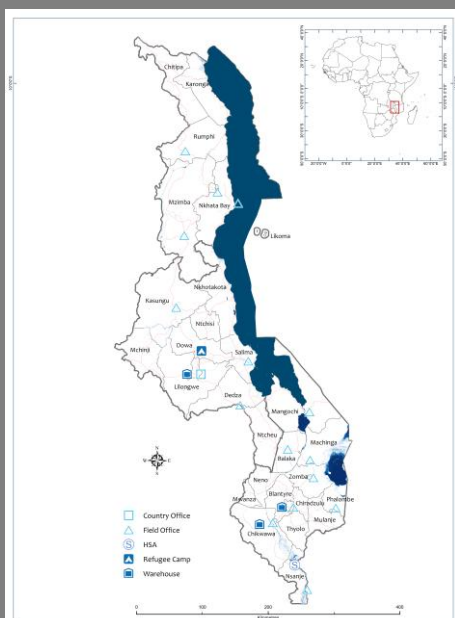 Chitipa
Karonga
Rumphi
Mzimba
Nkhata Bay
Likoma
Nkhotakota
Kasungu
Ntchisi
Dowa
Mchinji
Salima
Lilongwe
Dedza
Mangochi
Ntcheu
Machinga
Balaka
Zomba
Neno
Blantyre
Mwanza
Chiradzulu
Phalombe
Mulanje
Chikwawa
Thyolo
Nsanje
Country Office
Field Office
S HSA
Refugee Camp
Warehouse
S
0 100 200 400
Kilometers